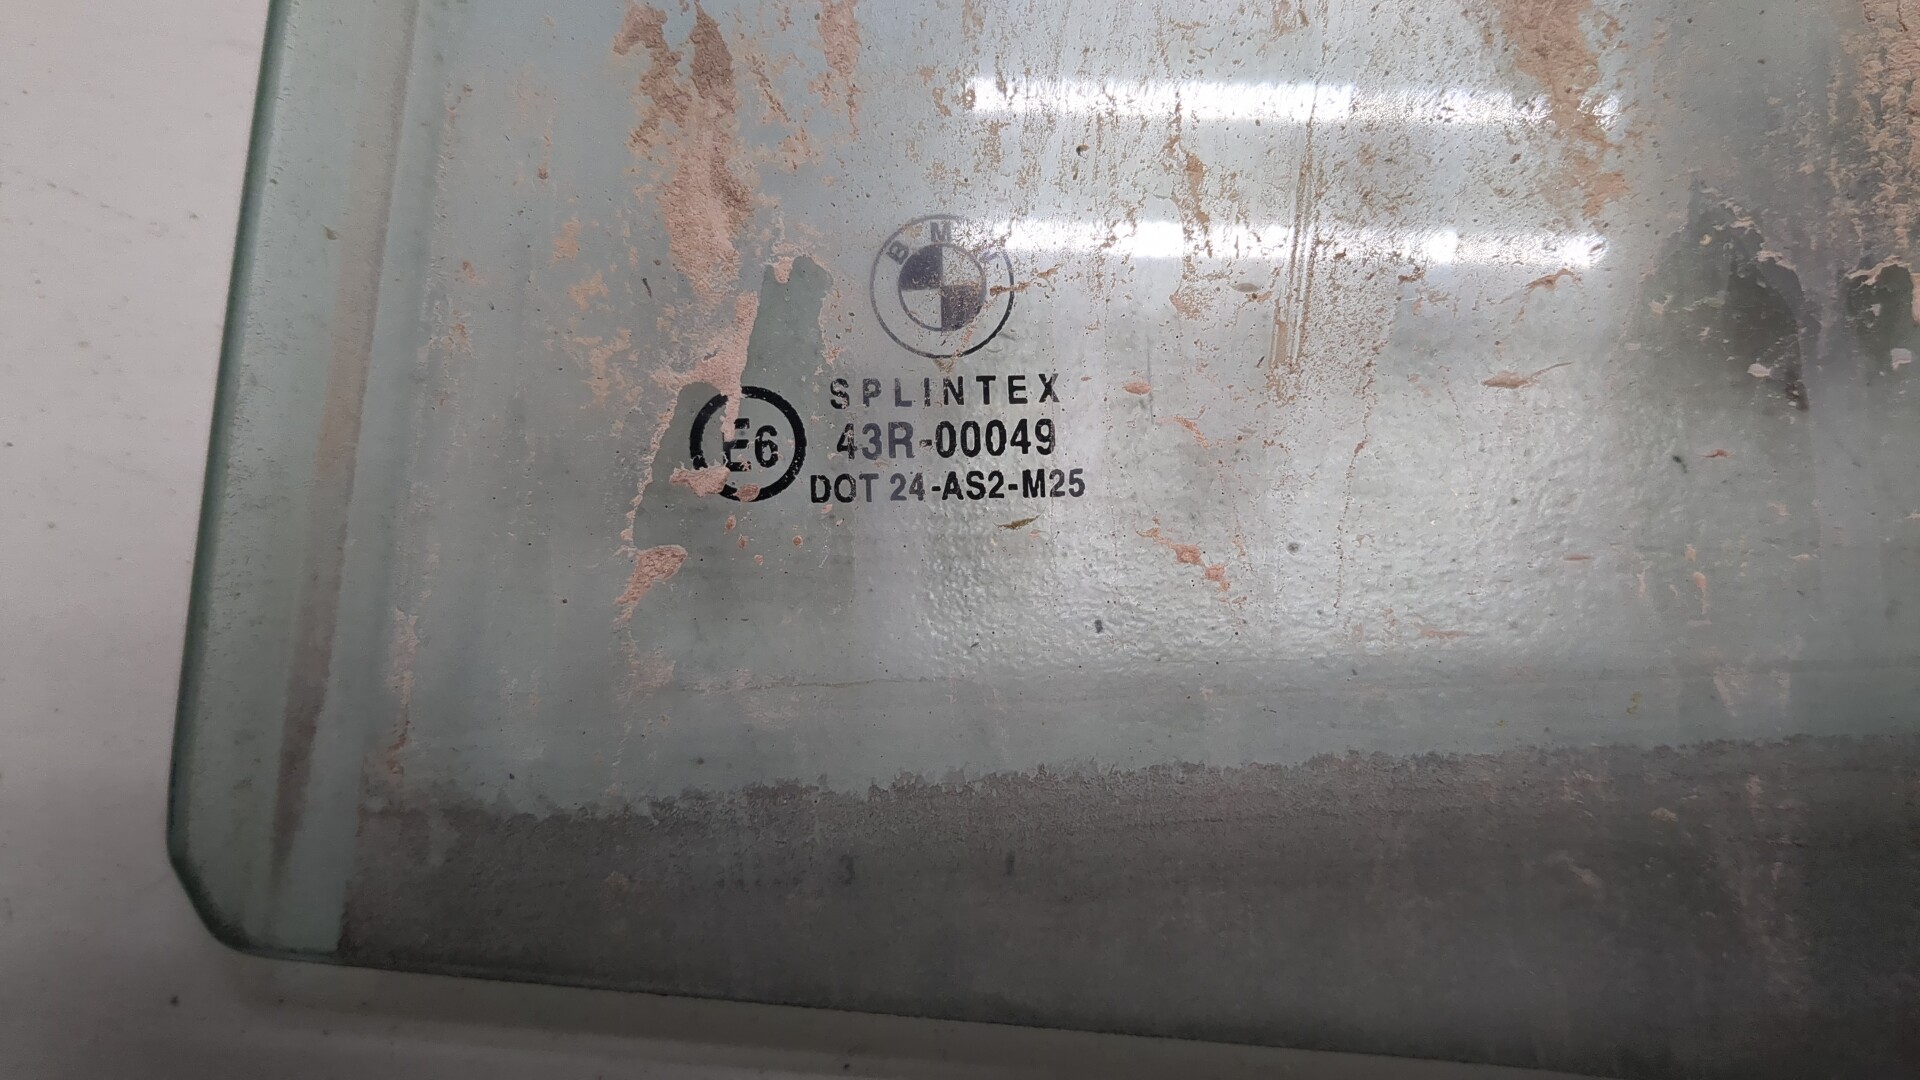 BMW
SPLINTEX
E6 43R-00049
DOT 24-AS2-M25